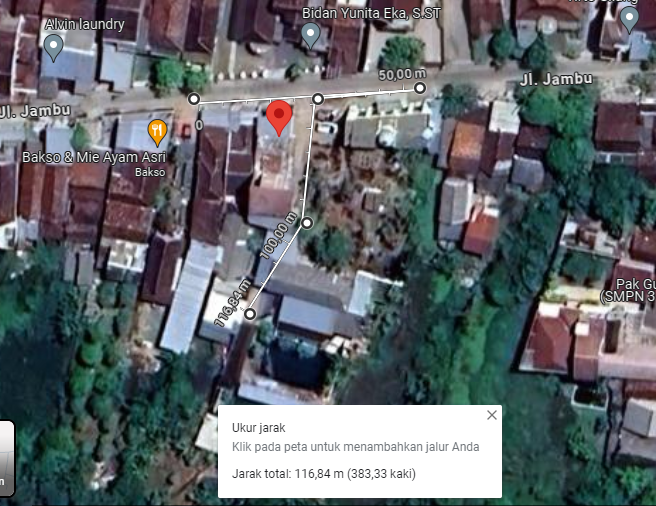 Alvin laundry
Bidan Yunita Eka, S.ST
50,00 m
Jl. Jambu
Jl. Jambu
0
Bakso & Mie Ayam Asri
Bakso
100,00 m
116,84 m
Pak Gu
(SMPN 3
Ukur jarak
Klik pada peta untuk menambahkan jalur Anda
Jarak total: 116,84 m (383,33 kaki)